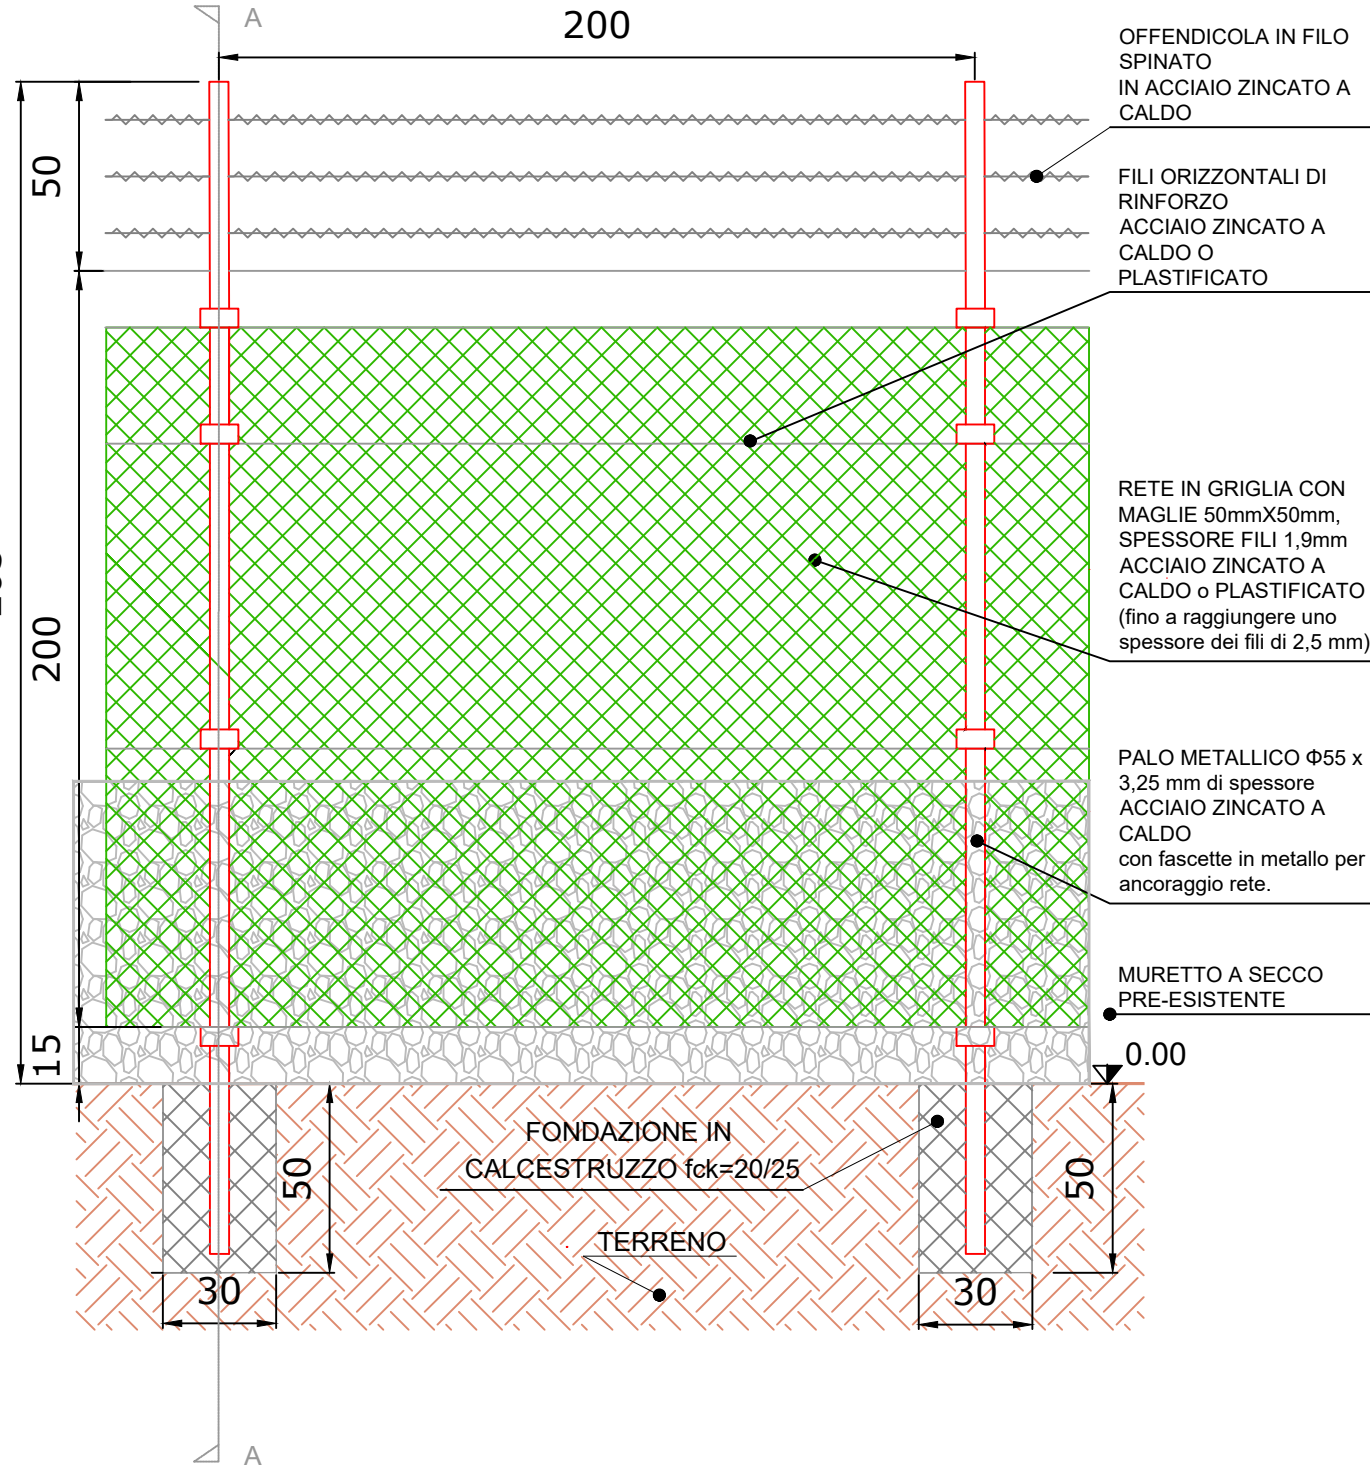 A
200
OFFENDICOLA IN FILO
SPINATO
IN ACCIAIO ZINCATO A
CALDO
50
FILI ORIZZONTALI DI
RINFORZO
ACCIAIO ZINCATO A
CALDO O
PLASTIFICATO
RETE IN GRIGLIA CON
MAGLIE 50mmX50mm,
SPESSORE FILI 1,9mm
ACCIAIO ZINCATO A
CALDO o PLASTIFICATO
(fino a raggiungere uno
spessore dei fili di 2,5 mm)
200
PALO METALLICO Φ55 x
3,25 mm di spessore
ACCIAIO ZINCATO A
CALDO
con fascette in metallo per
ancoraggio rete.
MURETTO A SECCO
PRE-ESISTENTE
15
0.00
FONDAZIONE IN
CALCESTRUZZO fck=20/25
50
50
TERRENO
30
30
A